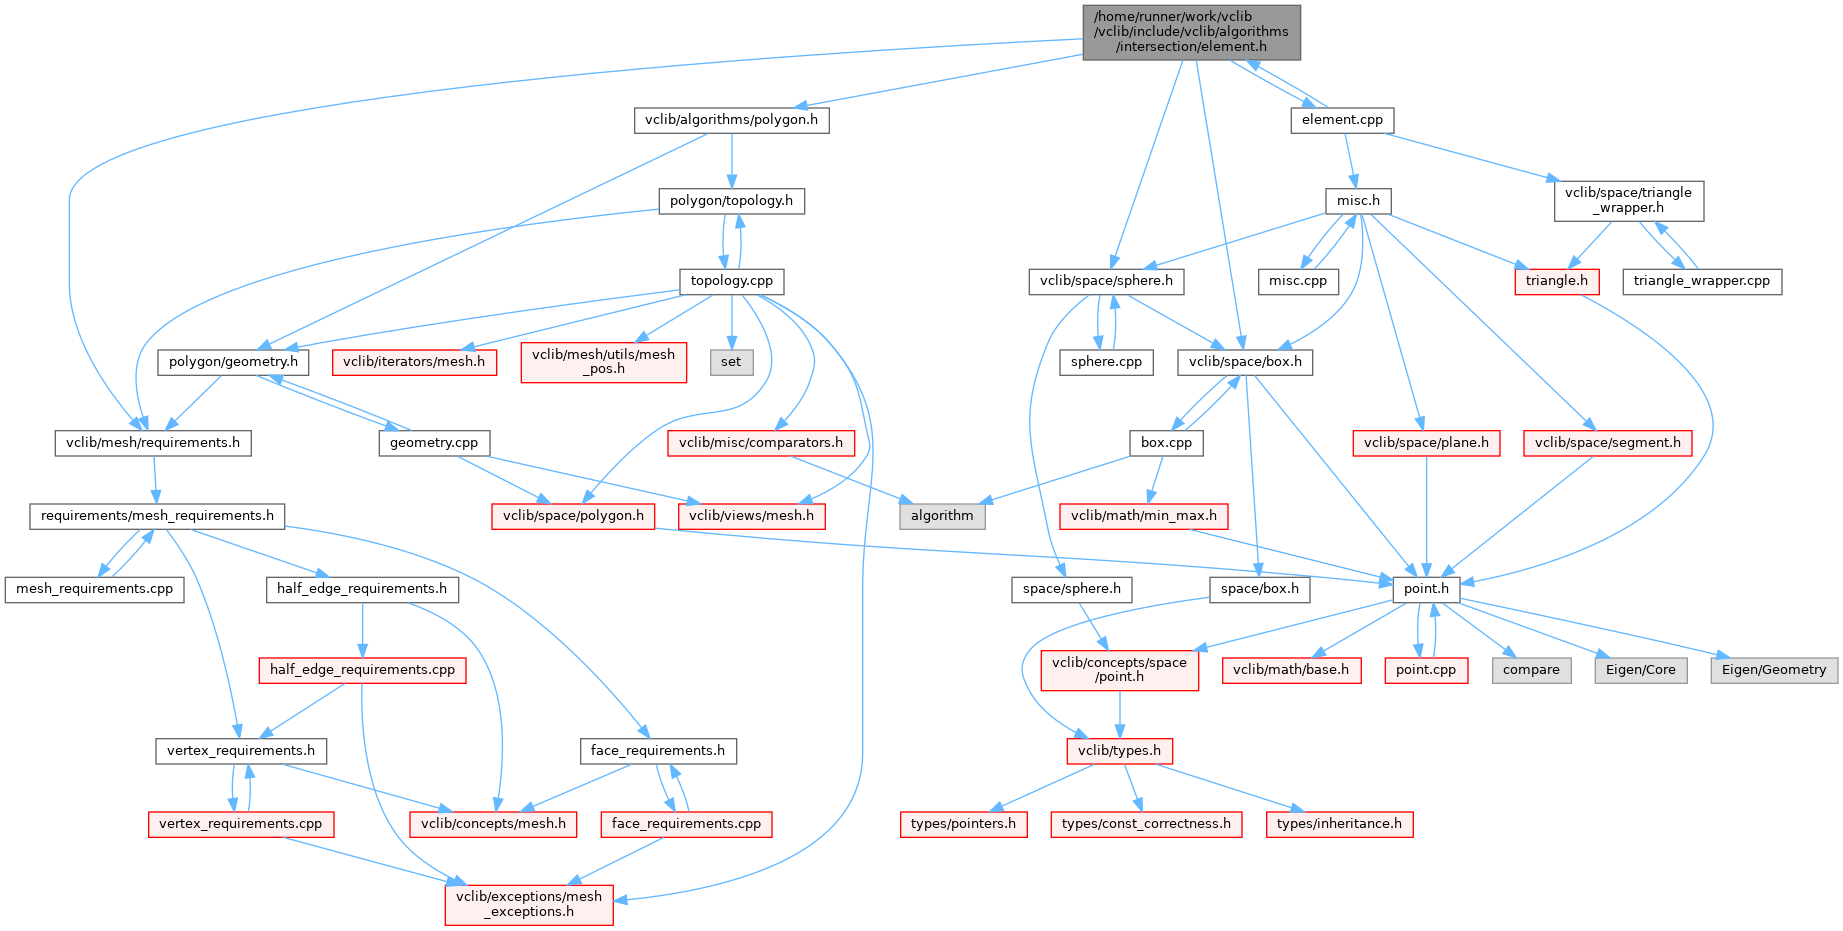 /home/runner/work/vclib
/vclib/include/vclib/algorithms
/intersection/element.h
vclib/algorithms/polygon.h
element.cpp
polygon/topology.h
misc.h
vclib/space/triangle
_wrapper.h
topology.cpp
vclib/space/sphere.h
misc.cpp
triangle.h
triangle_wrapper.cpp
polygon/geometry.h
vclib/iterators/mesh.h
vclib/mesh/utils/mesh
_pos.h
set
sphere.cpp
vclib/space/box.h
vclib/mesh/requirements.h
geometry.cpp
vclib/misc/comparators.h
box.cpp
vclib/space/plane.h
vclib/space/segment.h
requirements/mesh_requirements.h
vclib/space/polygon.h
vclib/views/mesh.h
algorithm
vclib/math/min_max.h
mesh_requirements.cpp
half_edge_requirements.h
space/sphere.h
space/box.h
point.h
half_edge_requirements.cpp
vclib/concepts/space
/point.h
vclib/math/base.h
point.cpp
compare
Eigen/Core
Eigen/Geometry
vertex_requirements.h
face_requirements.h
vclib/types.h
vertex_requirements.cpp
vclib/concepts/mesh.h
face_requirements.cpp
types/pointers.h
types/const_correctness.h
types/inheritance.h
vclib/exceptions/mesh
_exceptions.h